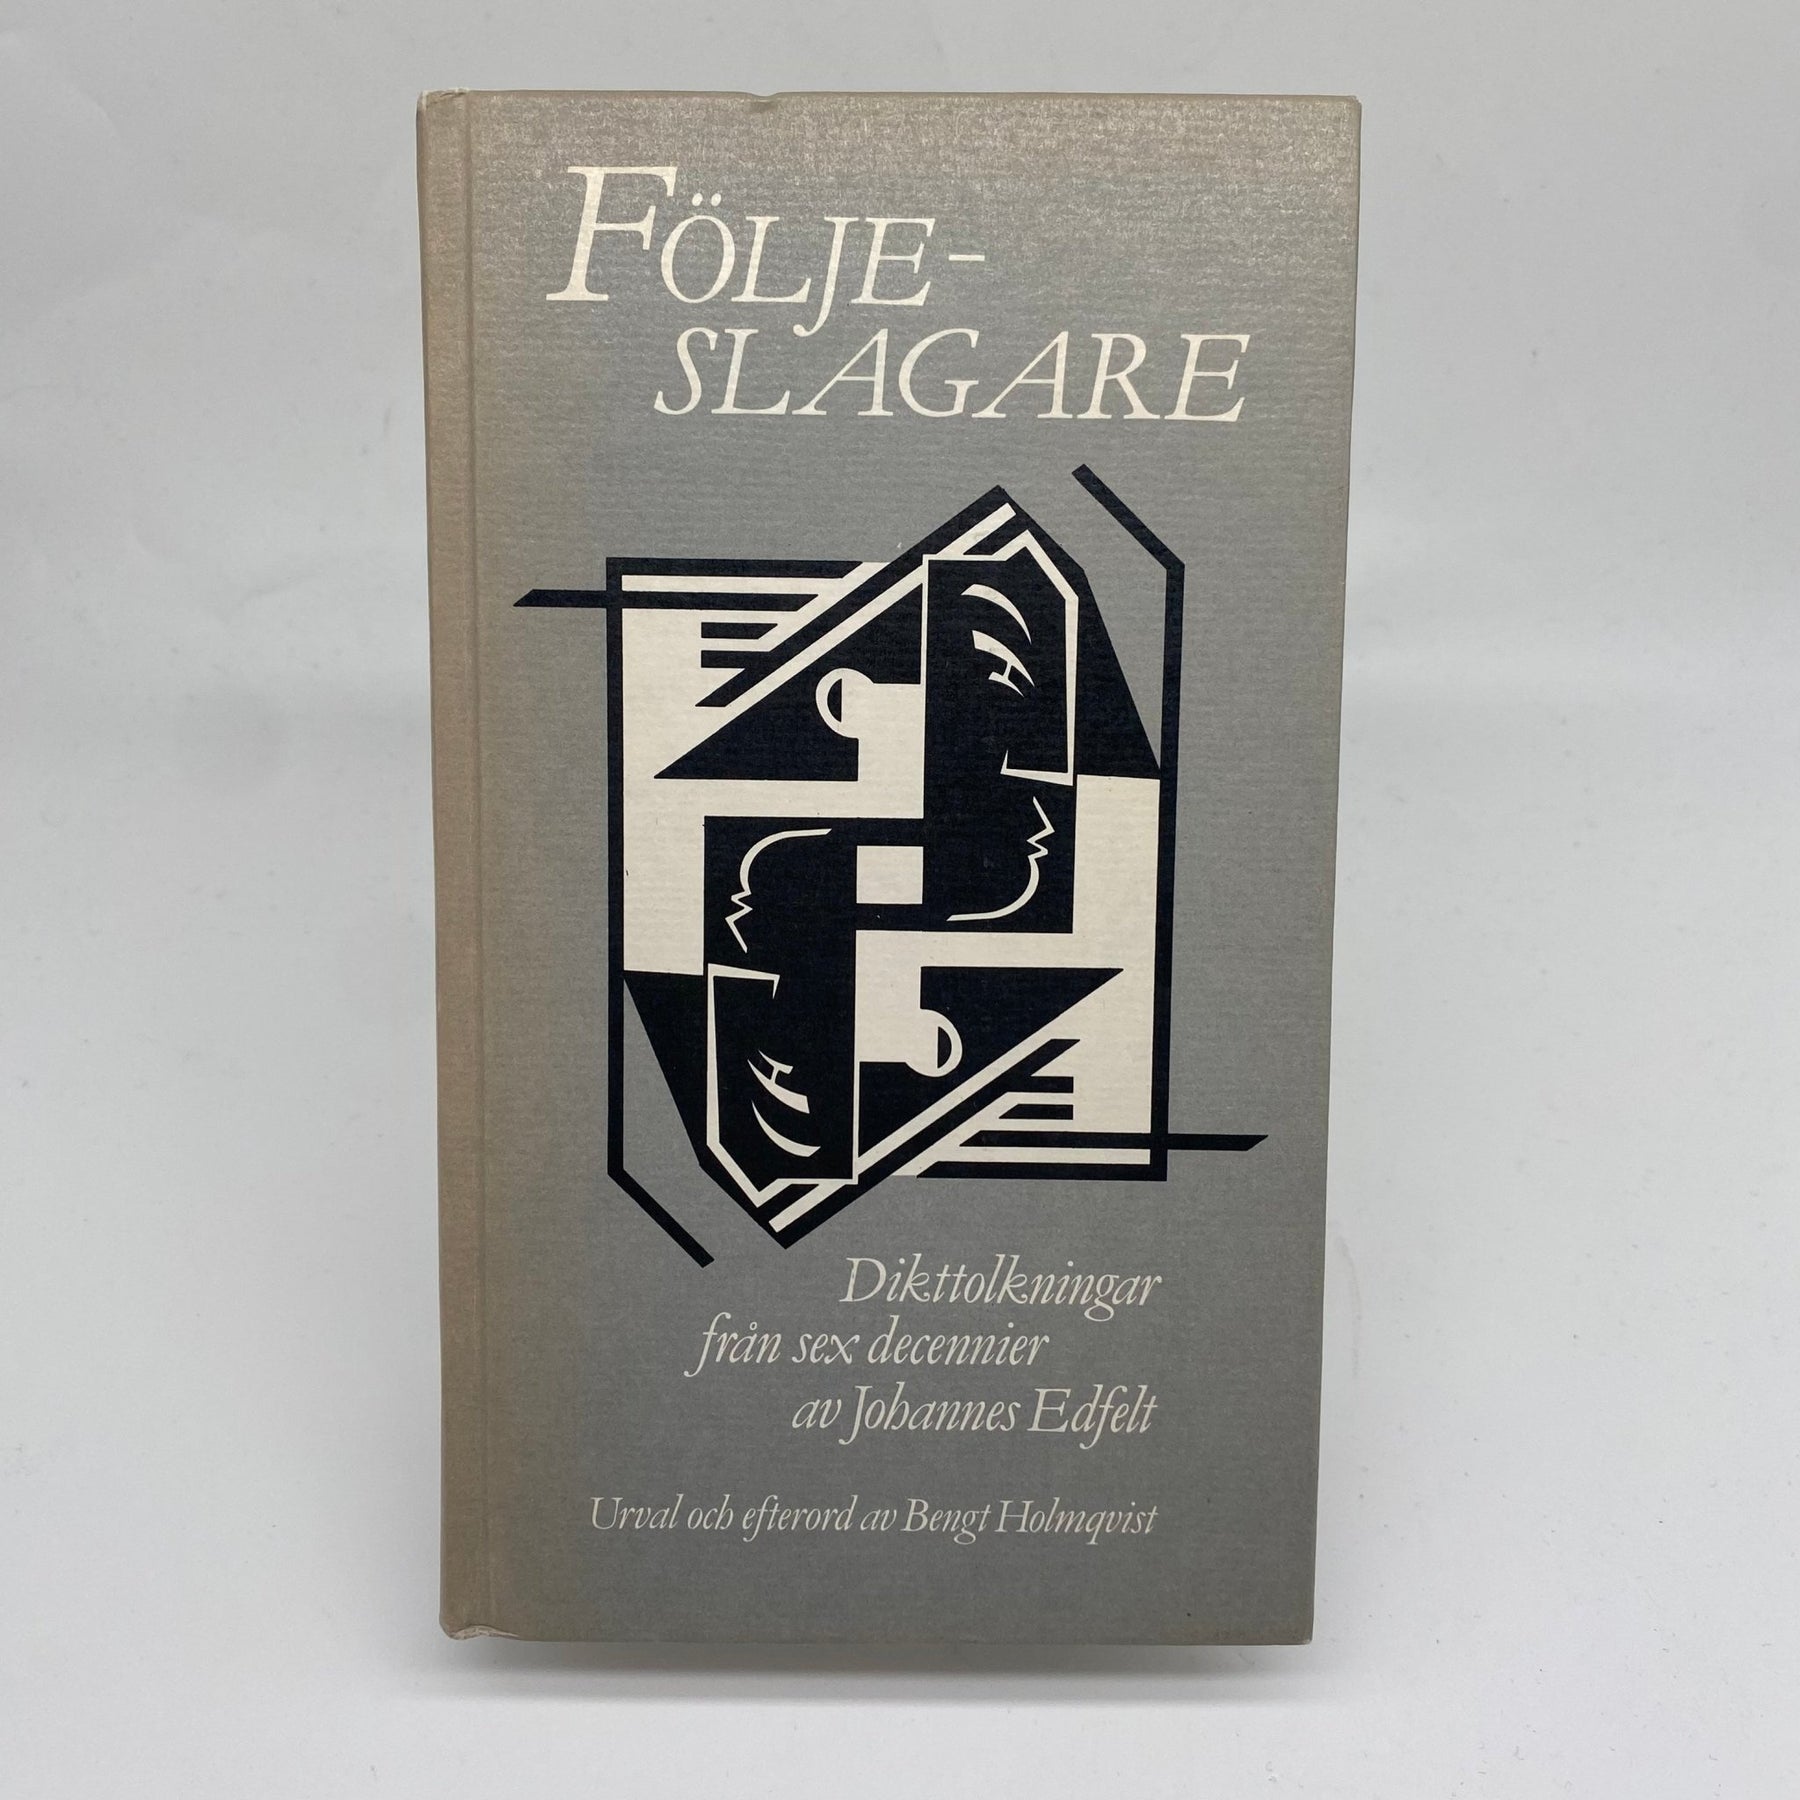 FÖLJE-
SLAGARE
Dikttolkningar
från sex decennier
av Johannes Edfelt
Urval och efterord av Bengt Holmqvist